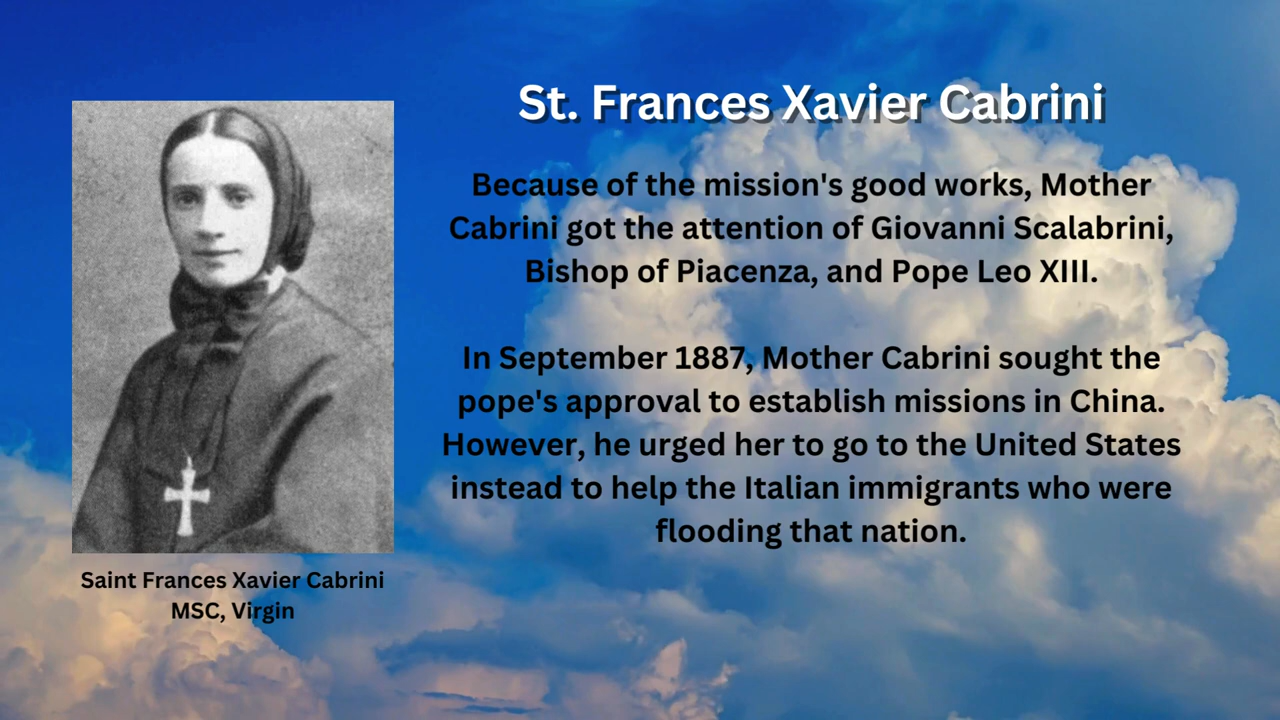 St. Frances Xavier Cabrini
Because of the mission's good works, Mother
Cabrini got the attention of Giovanni Scalabrini,
Bishop of Piacenza, and Pope Leo XIII.
In September 1887, Mother Cabrini sought the
pope's approval to establish missions in China.
However, he urged her to go to the United States
instead to help the Italian immigrants who were
flooding that nation.
Saint Frances Xavier Cabrini
MSC, Virgin